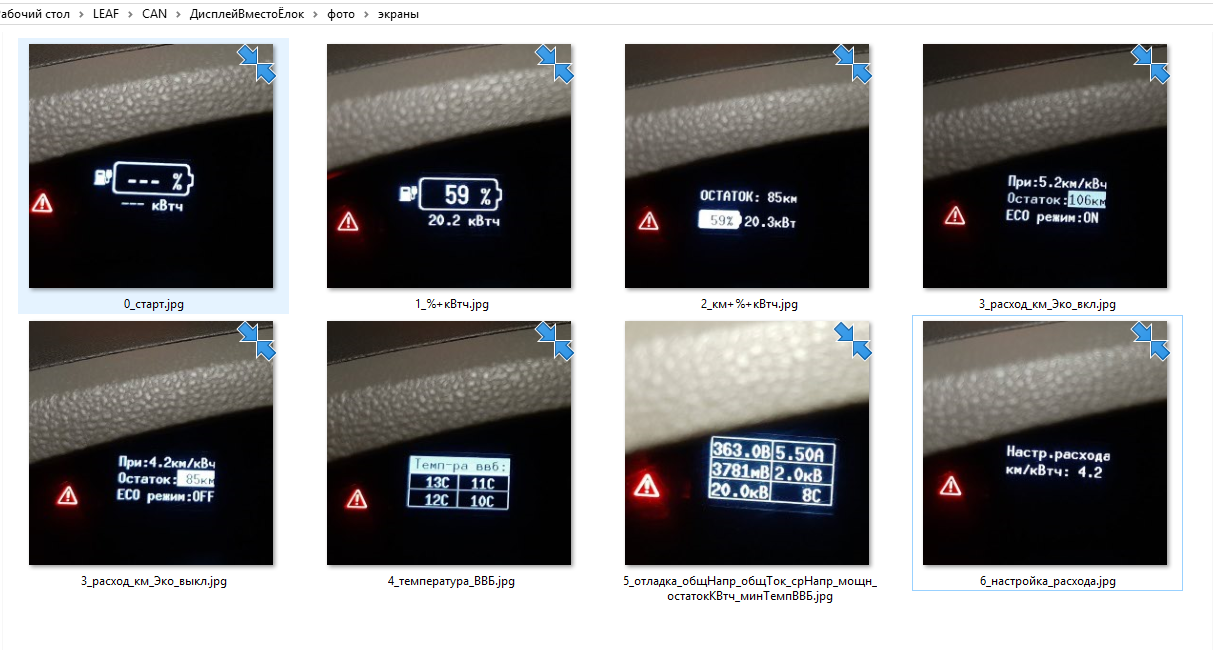 абочий стол > LEAF > CAN > ДисплейВместоЁлок > фото > экраны
--- %
--- кВтч
0_старт.jpg
59 %
20.2 кВтч
1_%+кВтч.jpg
ОСТАТОК: 85км
59% 20.3кВт
2_км+%+кВтч.jpg
При:5.2км/кВч
Остаток:106км
ECO режим:ON
3_расход_км_Эко_вкл.jpg
При:4.2км/кВч
Остаток: 85км
ECO режим:OFF
3_расход_км_Эко_выкл.jpg
Темп-ра ввб:
13C 11C
12C 10C
4_температура_ВВБ.jpg
363.0В 5.50А
3781мВ 2.0кВ
20.0кВ 8C
5_отладка_общНапр_общТок_срНапр_мощн_
остатокКВтч_минТемпВВБ.jpg
Настр.расхода
км/кВтч: 4.2
6_настройка_расхода.jpg